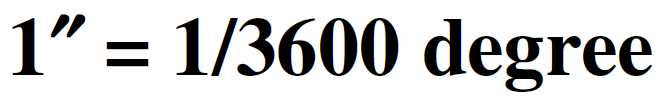 1″ = 1/3600 degree